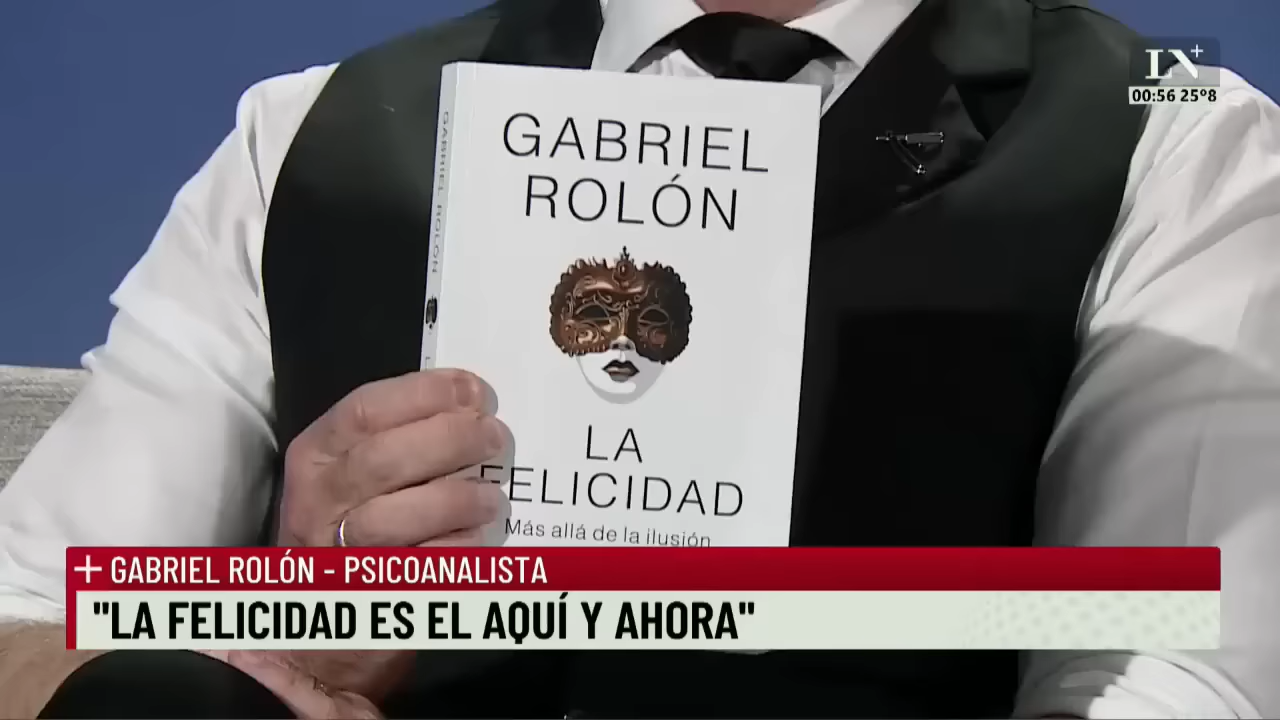 LN+
00:56 25°8
GABRIEL
ROLÓN
GABRIEL ROLÓN
LA
FELICIDAD
Más allá de la ilusión
+ GABRIEL ROLÓN - PSICOANALISTA
"LA FELICIDAD ES EL AQUÍ Y AHORA"